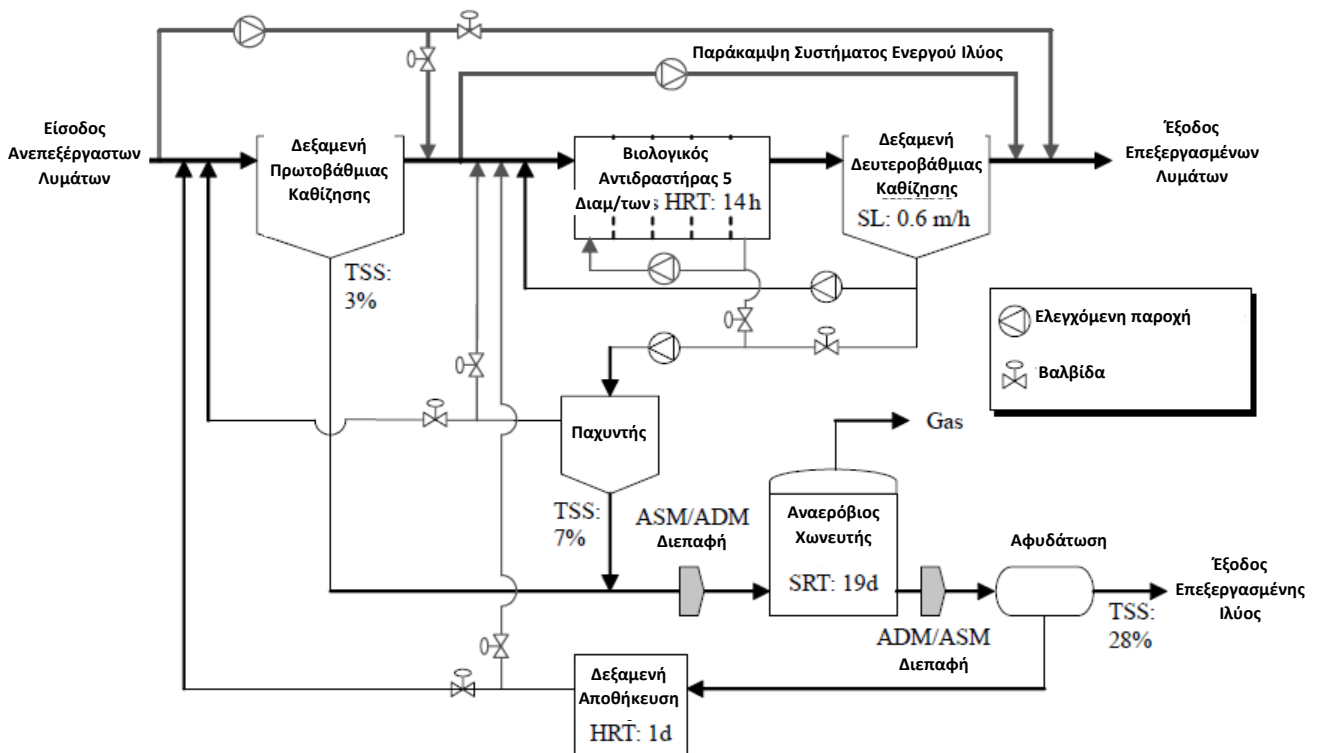 Παράκαμψη Συστήματος Ενεργού Ιλύος
Είσοδος
Ανεπεξέργαστων
Λυμάτων
Δεξαμενή
Πρωτοβάθμιας
Καθίζησης
Βιολογικός
Αντιδραστήρας 5
Διαμ/των s HRT: 14h
Δεξαμενή
Δευτεροβάθμιας
Καθίζησης
SL: 0.6 m/h
Έξοδος
Επεξεργασμένων
Λυμάτων
TSS:
3%
Ελεγχόμενη παροχή
Βαλβίδα
Παχυντής
Gas
TSS:
7%
ASM/ADM
Διεπαφή
Αναερόβιος
Χωνευτής
SRT: 19d
ADM/ASM
Διεπαφή
Αφυδάτωση
TSS:
28%
Έξοδος
Επεξεργασμένης
Ιλύος
Δεξαμενή
Αποθήκευση
HRT: 1d